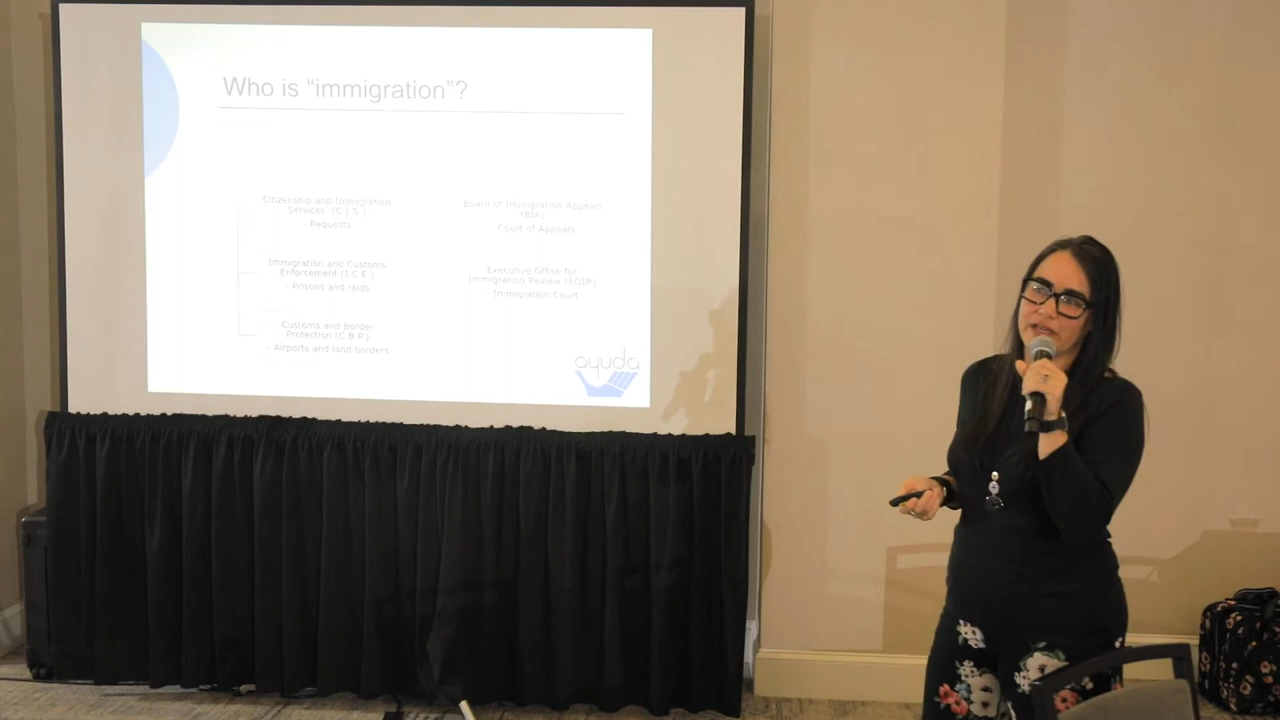 Who is “immigration”?
Citizenship and Immigration
Services (C.I.S.)
- Requests
Immigration and Customs
Enforcement (I.C.E.)
- Prisons and raids
Customs and Border
Protection (C.B.P.)
- Airports and land borders
Board of Immigration Appeals
(BIA)
Court of Appeals
Executive Office for
Immigration Review (EOIR)
- Immigration Court
ayuda